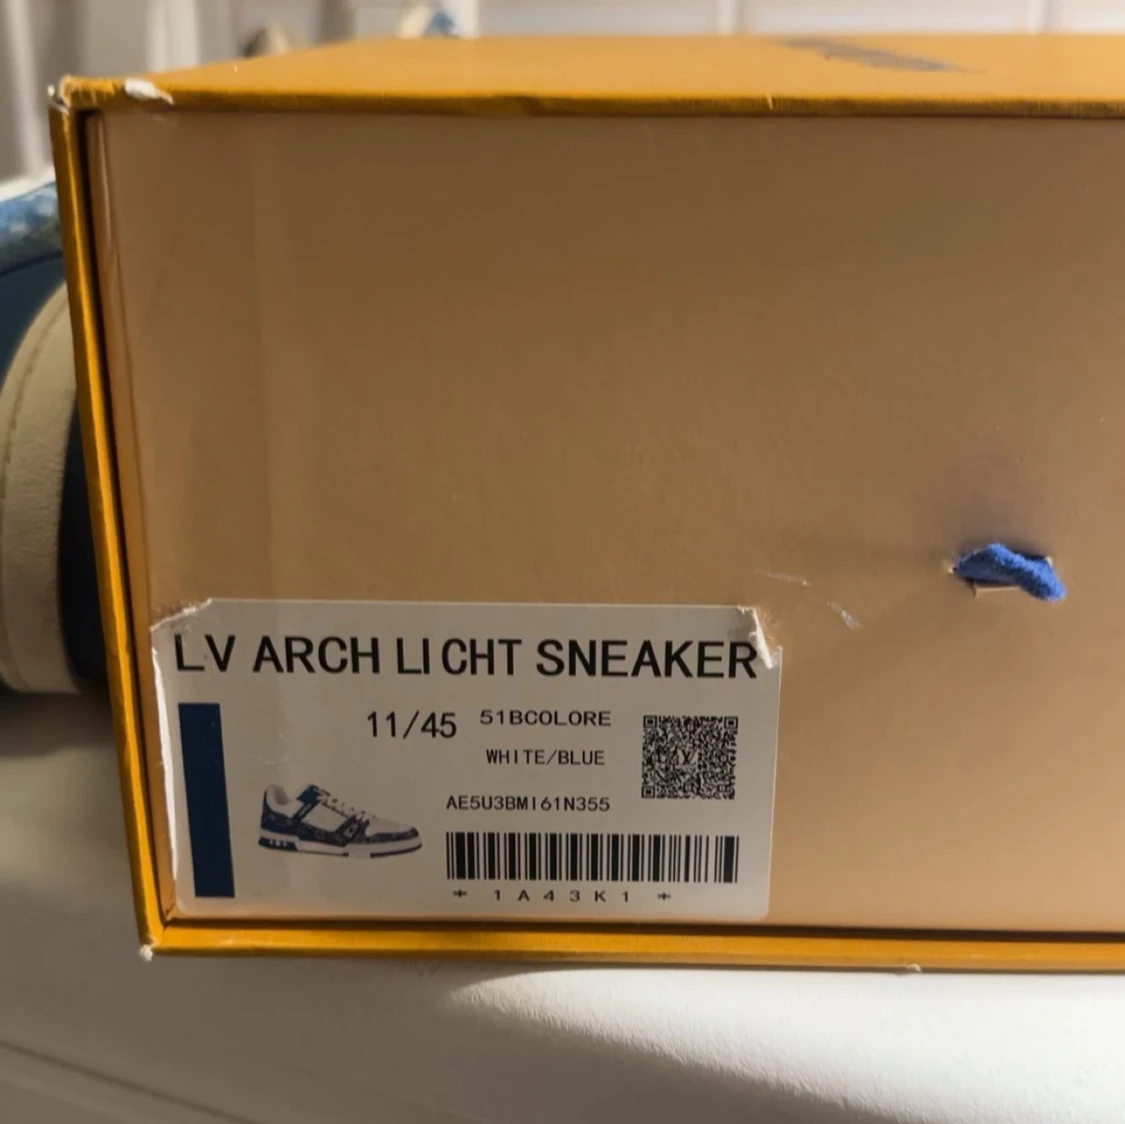 LV ARCH LICHT SNEAKER
11/45
51BCOLORE
WHITE/BLUE
AE5U3BMI61N355
* 1A43K1 *